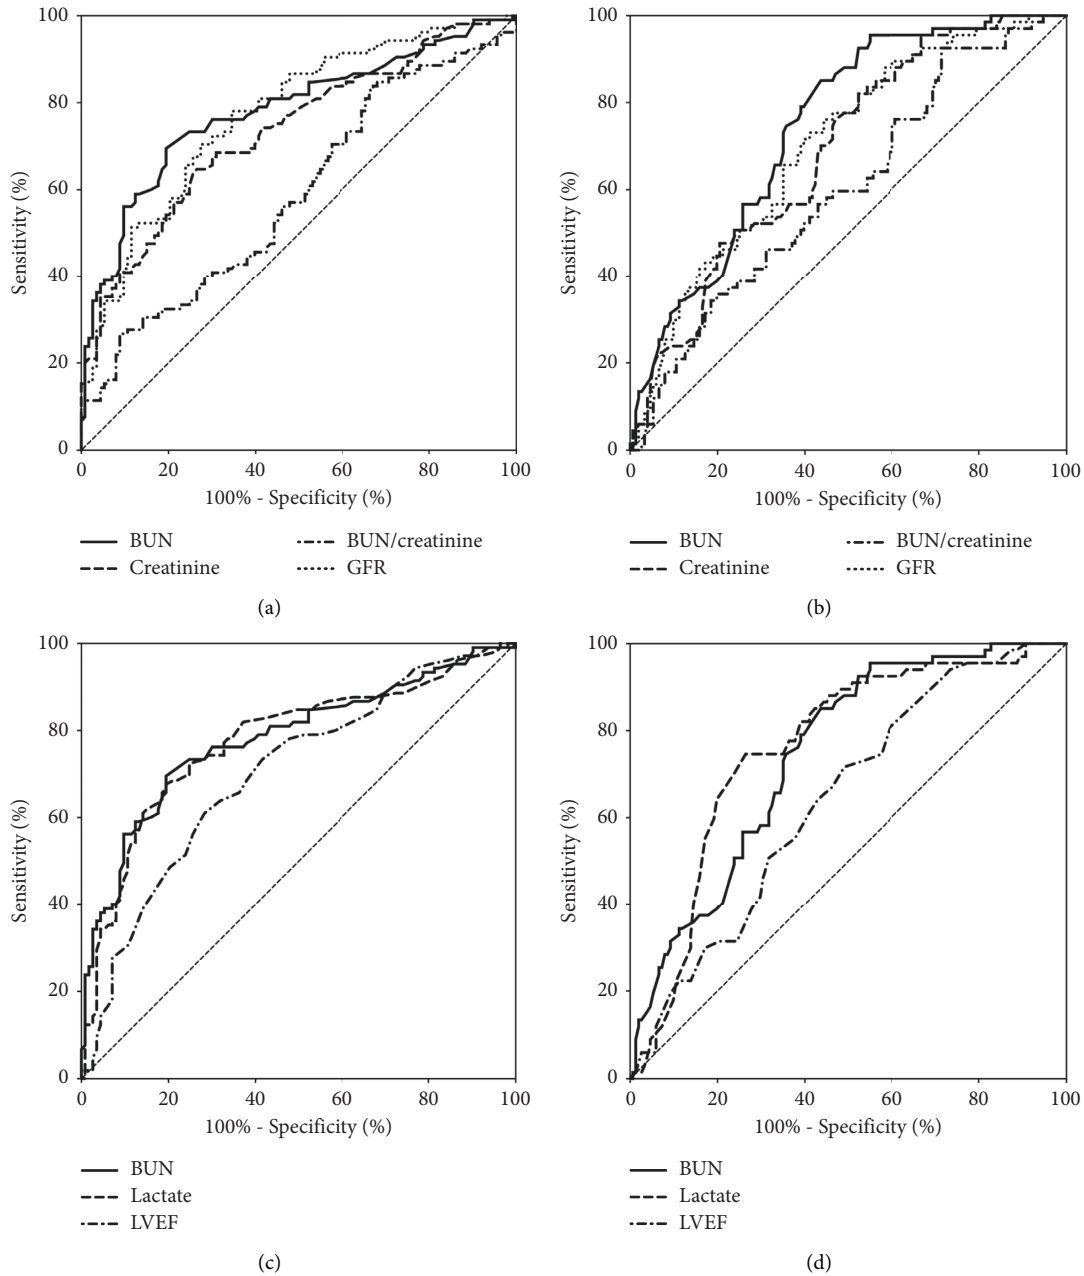 100
80
60
40
20
0
Sensitivity (%)
0 20 40 60 80 100
100% - Specificity (%)
BUN
Creatinine
BUN/creatinine
GFR
(a)
100
80
60
40
20
0
Sensitivity (%)
0 20 40 60 80 100
100% - Specificity (%)
BUN
Creatinine
BUN/creatinine
GFR
(b)
100
80
60
40
20
0
Sensitivity (%)
0 20 40 60 80 100
100% - Specificity (%)
BUN
Lactate
LVEF
(c)
100
80
60
40
20
0
Sensitivity (%)
0 20 40 60 80 100
100% - Specificity (%)
BUN
Lactate
LVEF
(d)